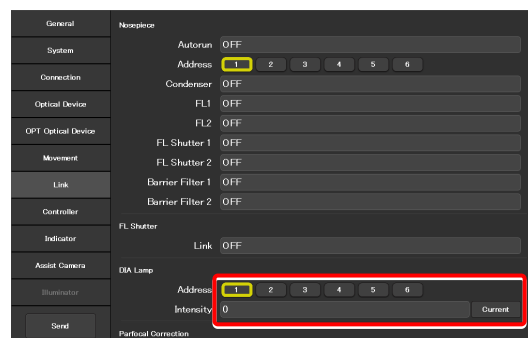 General
System
Connection
Optical Device
OPT Optical Device
Movement
Link
Controller
Indicator
Assist Camera
Illuminator
Send
Nosepiece
Autorun OFF
Address 1 2 3 4 5 6
Condenser OFF
FL1 OFF
FL2 OFF
FL Shutter 1 OFF
FL Shutter 2 OFF
Barrier Filter 1 OFF
Barrier Filter 2 OFF
FL Shutter
Link OFF
DIA Lamp
Address 1 2 3 4 5 6
Intensity 0 Current
Parfocal Correction